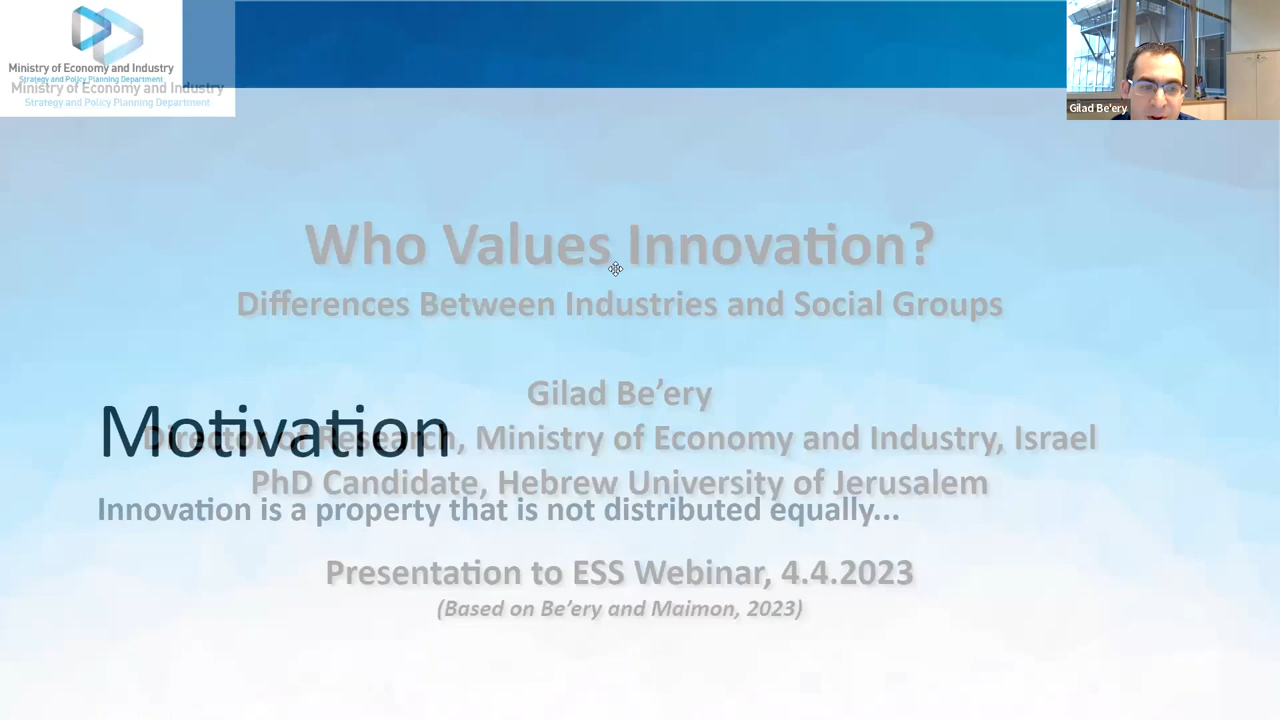 Ministry of Economy and Industry
Strategy and Policy Planning Department
Ministry of Economy and Industry
Strategy and Policy Planning Department
Gilad Be'ery
Who Values Innovation?
Differences Between Industries and Social Groups
Gilad Be’ery
Motivation
Director of Research, Ministry of Economy and Industry, Israel
PhD Candidate, Hebrew University of Jerusalem
Innovation is a property that is not distributed equally...
Presentation to ESS Webinar, 4.4.2023
(Based on Be’ery and Maimon, 2023)